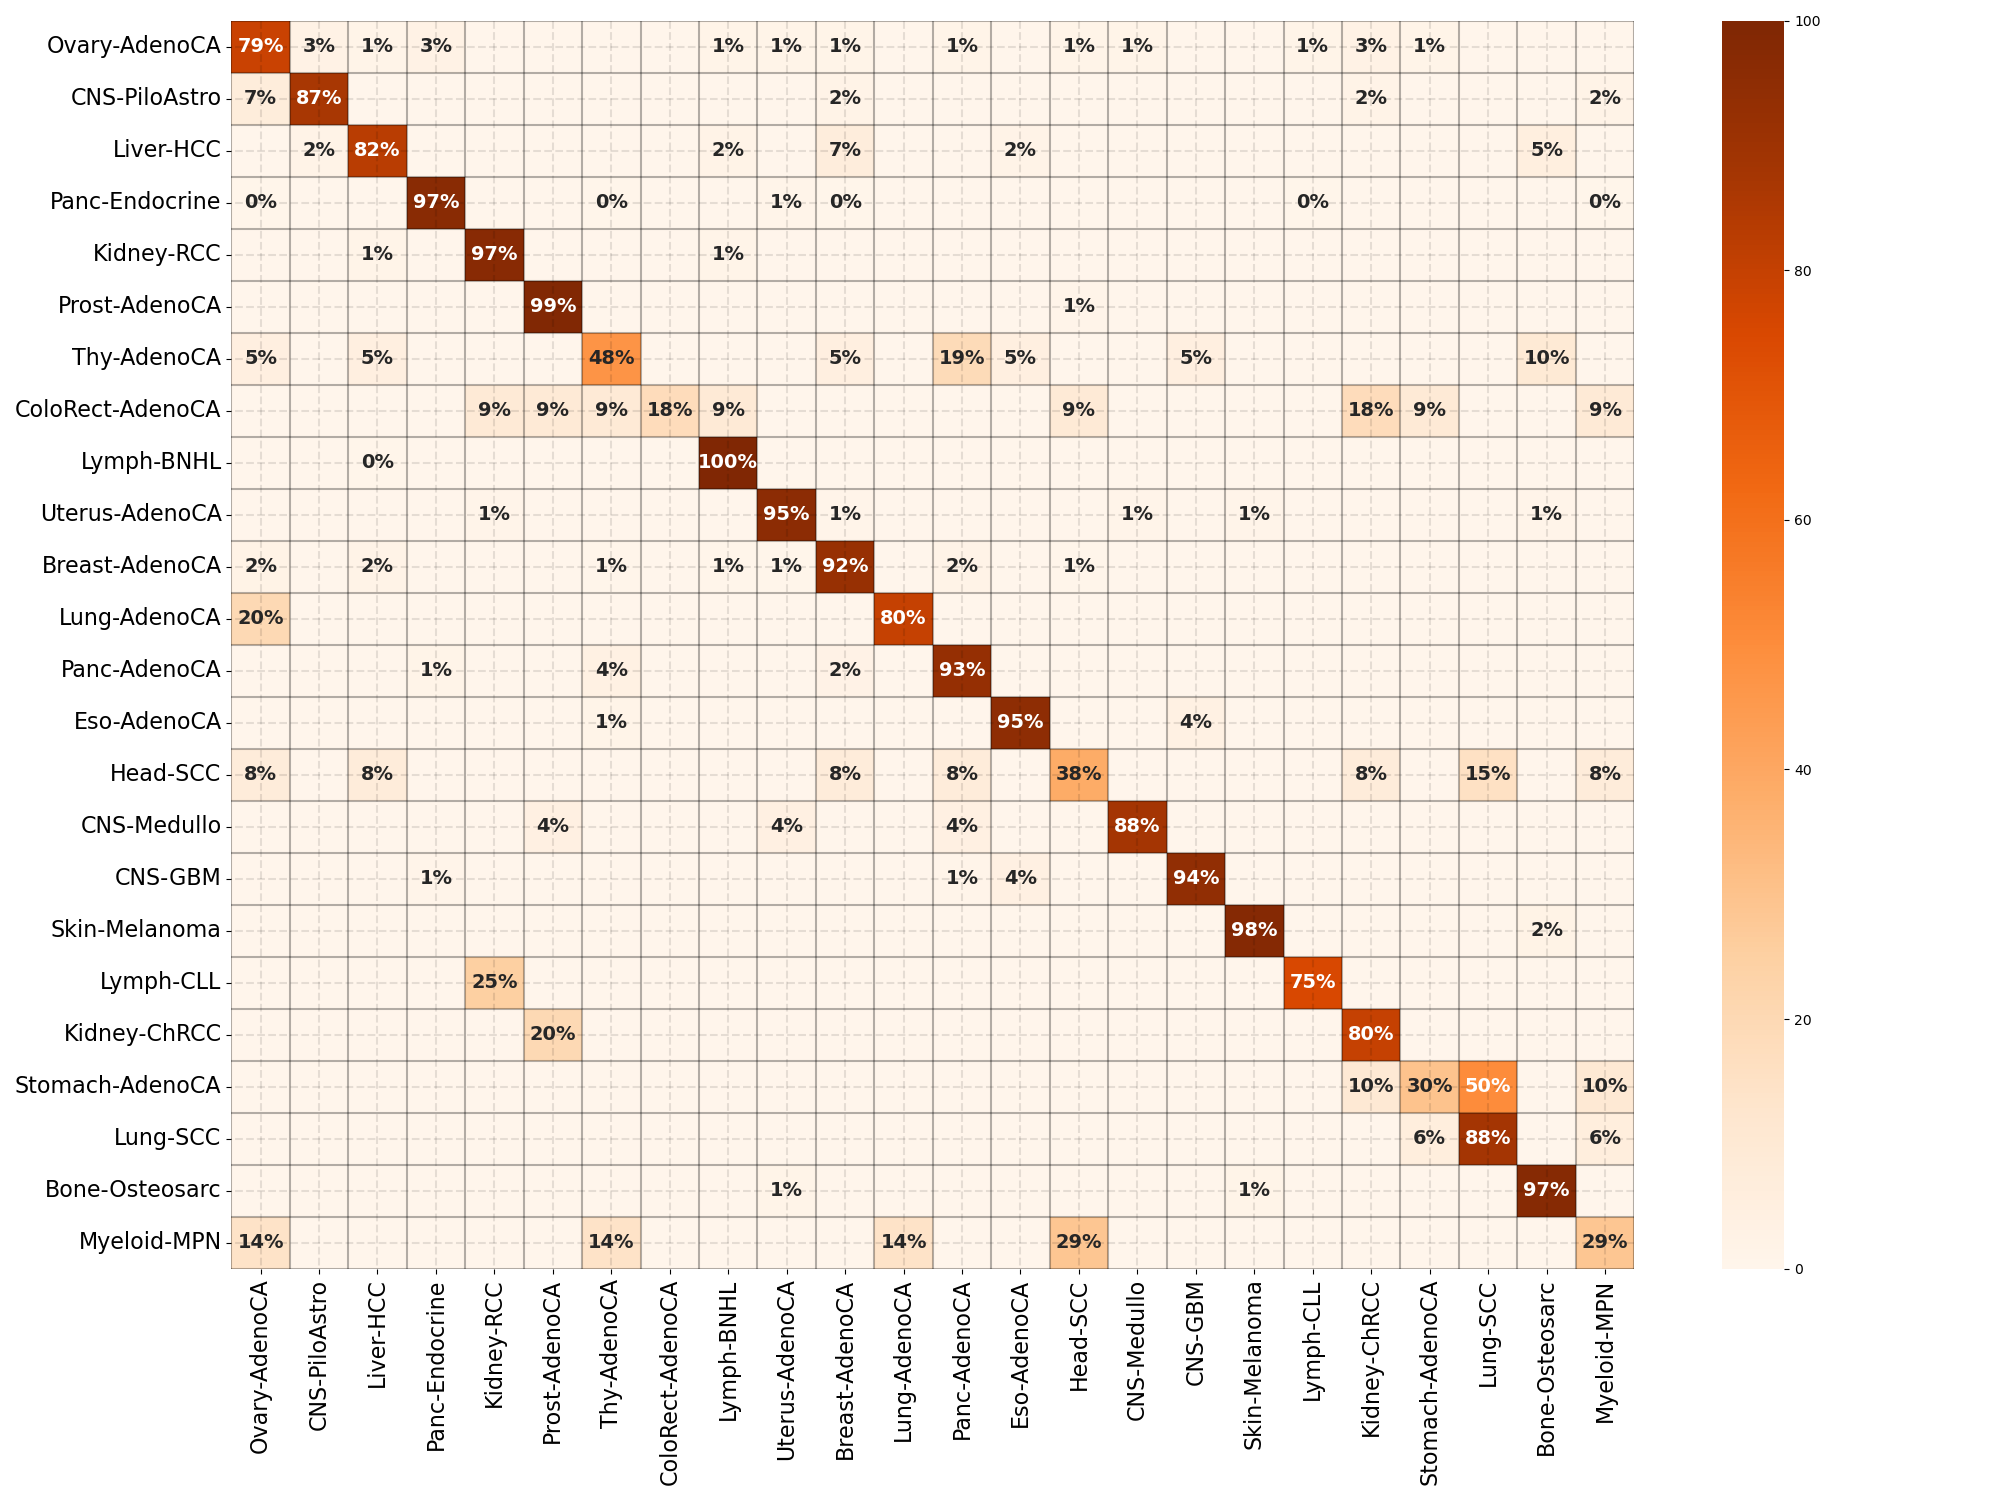 Ovary-AdenoCA 79% 3% 1% 3% 1% 1% 1% 1% 1% 1% 1% 3% 1%
CNS-PiloAstro 7% 87% 2% 2% 2%
Liver-HCC 2% 82% 2% 7% 2% 5%
Panc-Endocrine 0% 97% 0% 1% 0% 0% 0%
Kidney-RCC 1% 97% 1%
Prost-AdenoCA 99% 1%
Thy-AdenoCA 5% 5% 48% 5% 19% 5% 5% 10%
ColoRect-AdenoCA 9% 9% 9% 18% 9% 9% 18% 9% 9%
Lymph-BNHL 0% 100%
Uterus-AdenoCA 1% 95% 1% 1% 1% 1%
Breast-AdenoCA 2% 2% 1% 1% 1% 92% 2% 1%
Lung-AdenoCA 20% 80%
Panc-AdenoCA 1% 4% 2% 93%
Eso-AdenoCA 1% 95% 4%
Head-SCC 8% 8% 8% 8% 38% 8% 15% 8%
CNS-Medullo 4% 4% 4% 88%
CNS-GBM 1% 1% 4% 94%
Skin-Melanoma 98% 2%
Lymph-CLL 25% 75%
Kidney-ChRCC 20% 80%
Stomach-AdenoCA 10% 30% 50% 10%
Lung-SCC 6% 88% 6%
Bone-Osteosarc 1% 1% 97%
Myeloid-MPN 14% 14% 14% 29% 29%
Ovary-AdenoCA
CNS-PiloAstro
Liver-HCC
Panc-Endocrine
Kidney-RCC
Prost-AdenoCA
Thy-AdenoCA
ColoRect-AdenoCA
Lymph-BNHL
Uterus-AdenoCA
Breast-AdenoCA
Lung-AdenoCA
Panc-AdenoCA
Eso-AdenoCA
Head-SCC
CNS-Medullo
CNS-GBM
Skin-Melanoma
Lymph-CLL
Kidney-ChRCC
Stomach-AdenoCA
Lung-SCC
Bone-Osteosarc
Myeloid-MPN
100
80
60
40
20
0